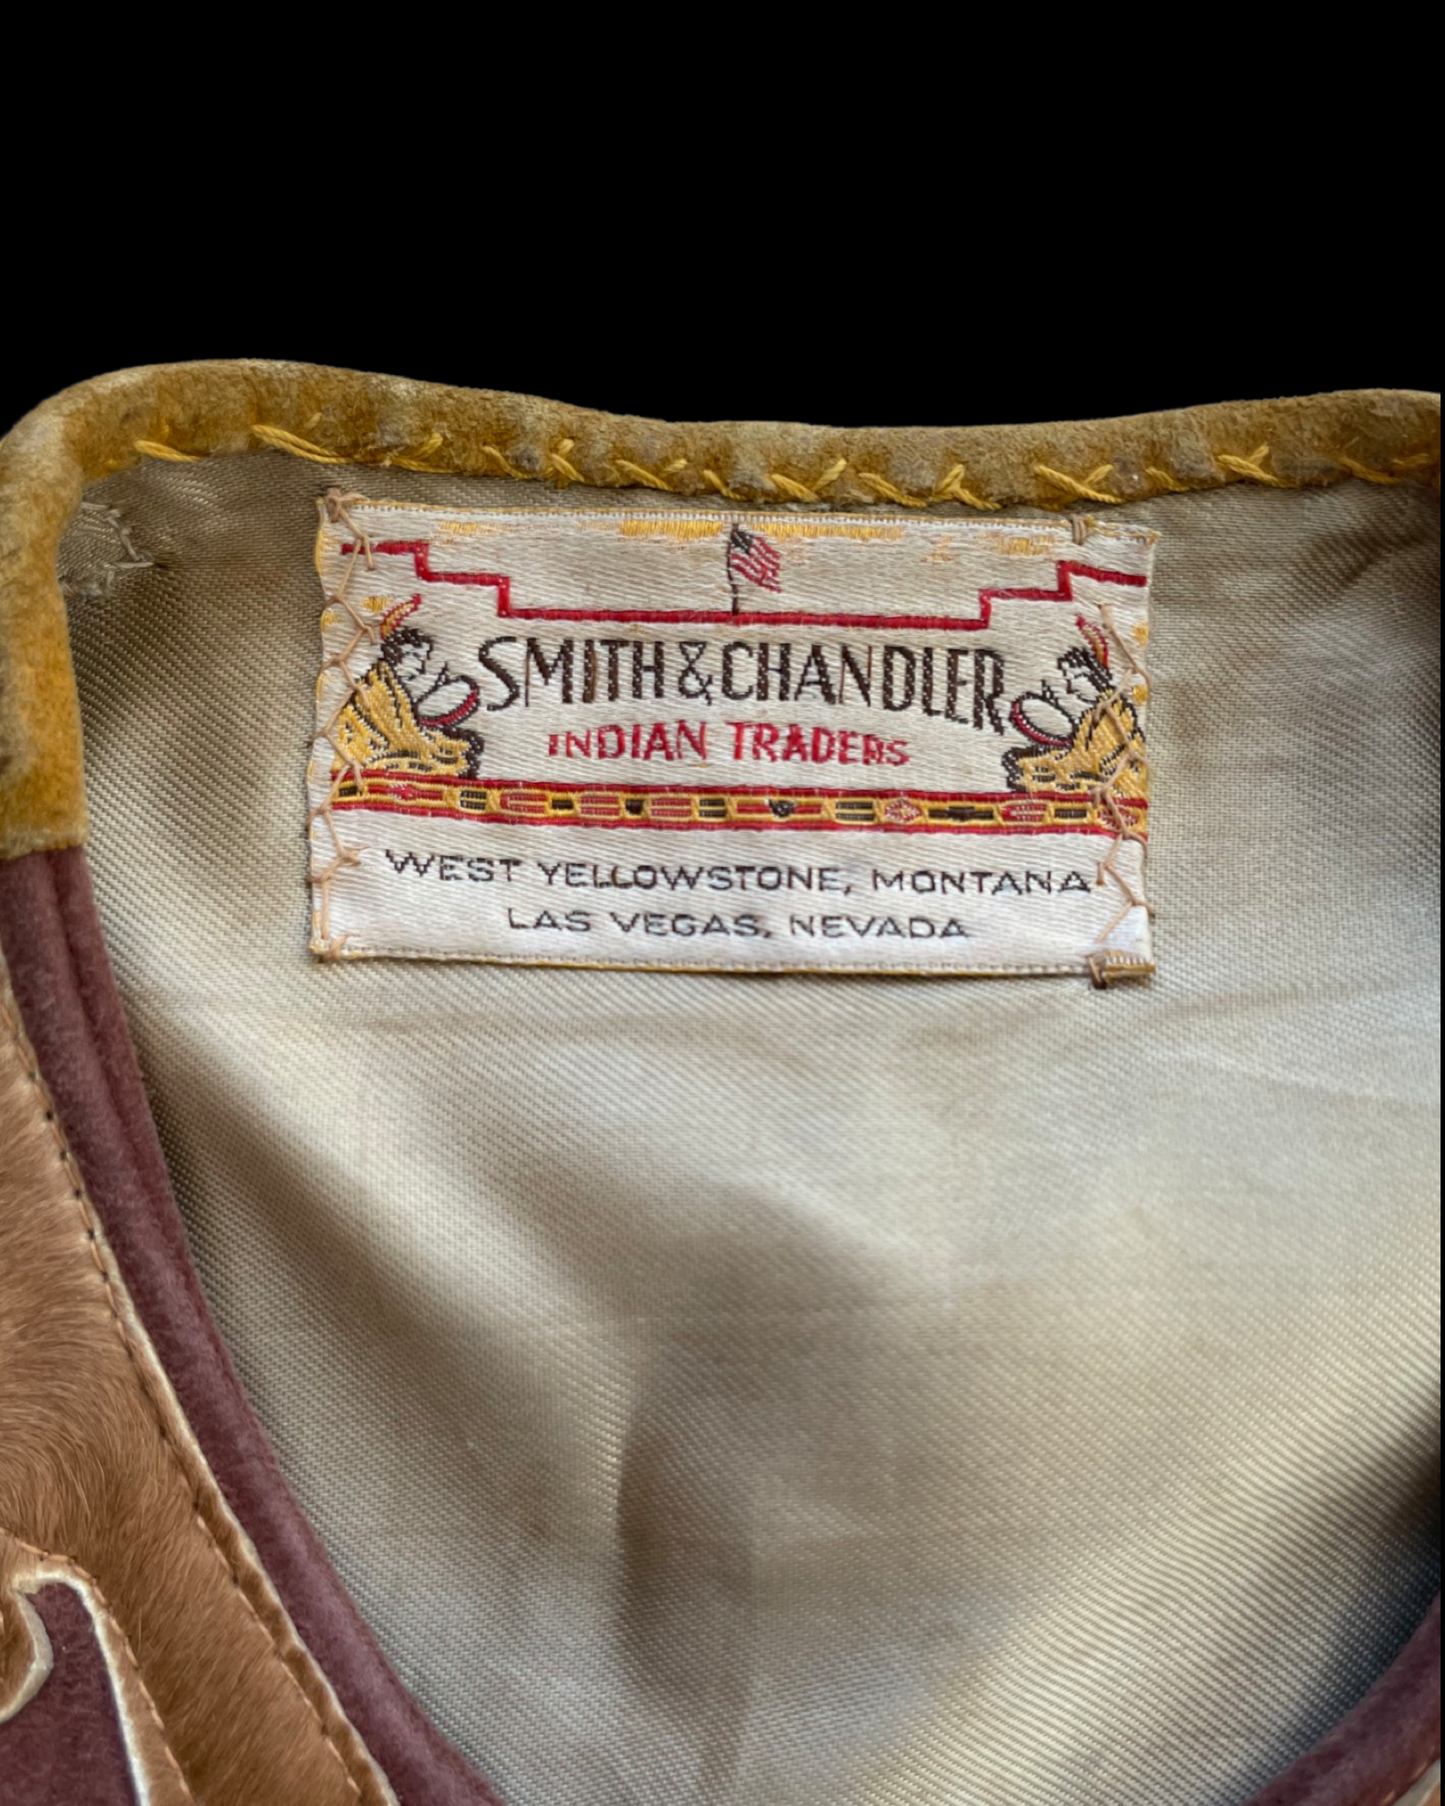 SMITH & CHANDLER
INDIAN TRADERS
WEST YELLOWSTONE, MONTANA
LAS VEGAS, NEVADA